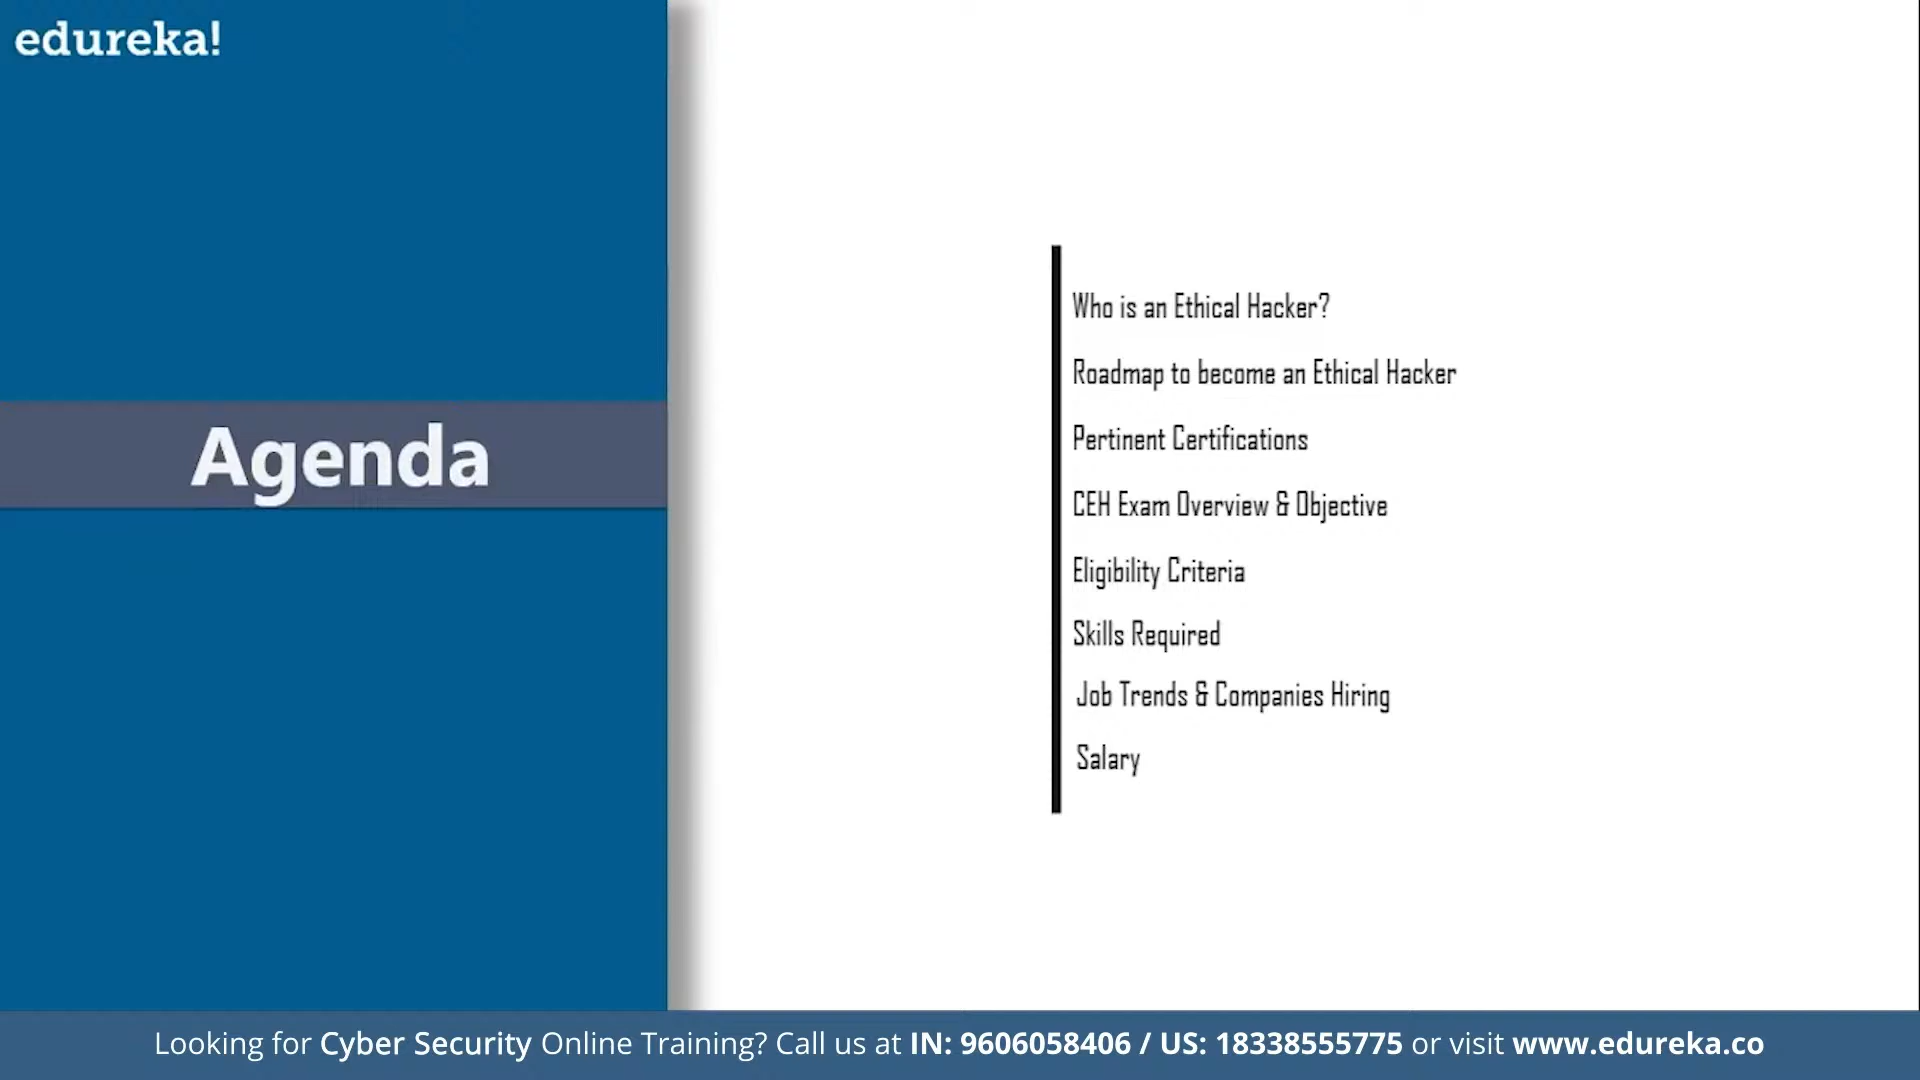 edureka!
Agenda
Who is an Ethical Hacker?
Roadmap to become an Ethical Hacker
Pertinent Certifications
CEH Exam Overview & Objective
Eligibility Criteria
Skills Required
Job Trends & Companies Hiring
Salary
Looking for Cyber Security Online Training? Call us at IN: 9606058406 / US: 18338555775 or visit www.edureka.co